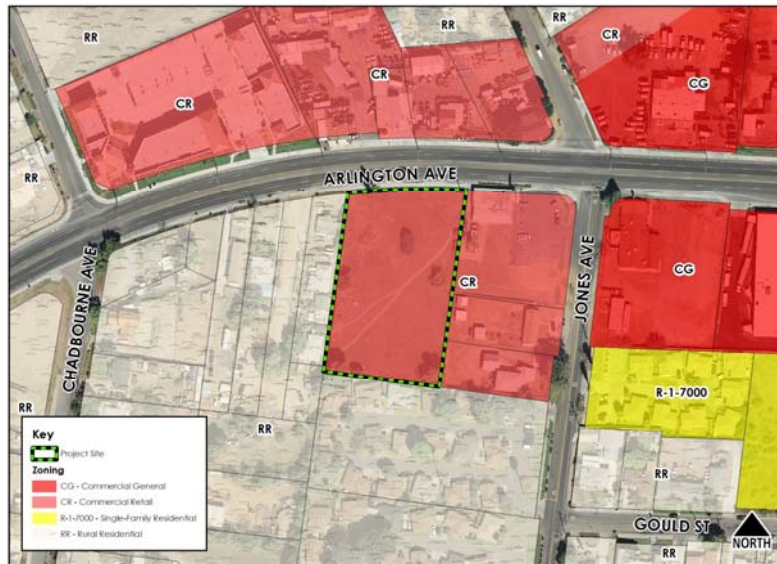 RR
RR
CR
CR
CR
CG
RR
ARLINGTON AVE
CHADBOURNE AVE
CR
JONES AVE
CG
R-1-7000
RR
RR
GOULD ST
NORTH
RR
Key
Project Site
Zoning
CG - Commercial General
CR - Commercial Retail
R-1-7000 - Single-Family Residential
RR - Rural Residential